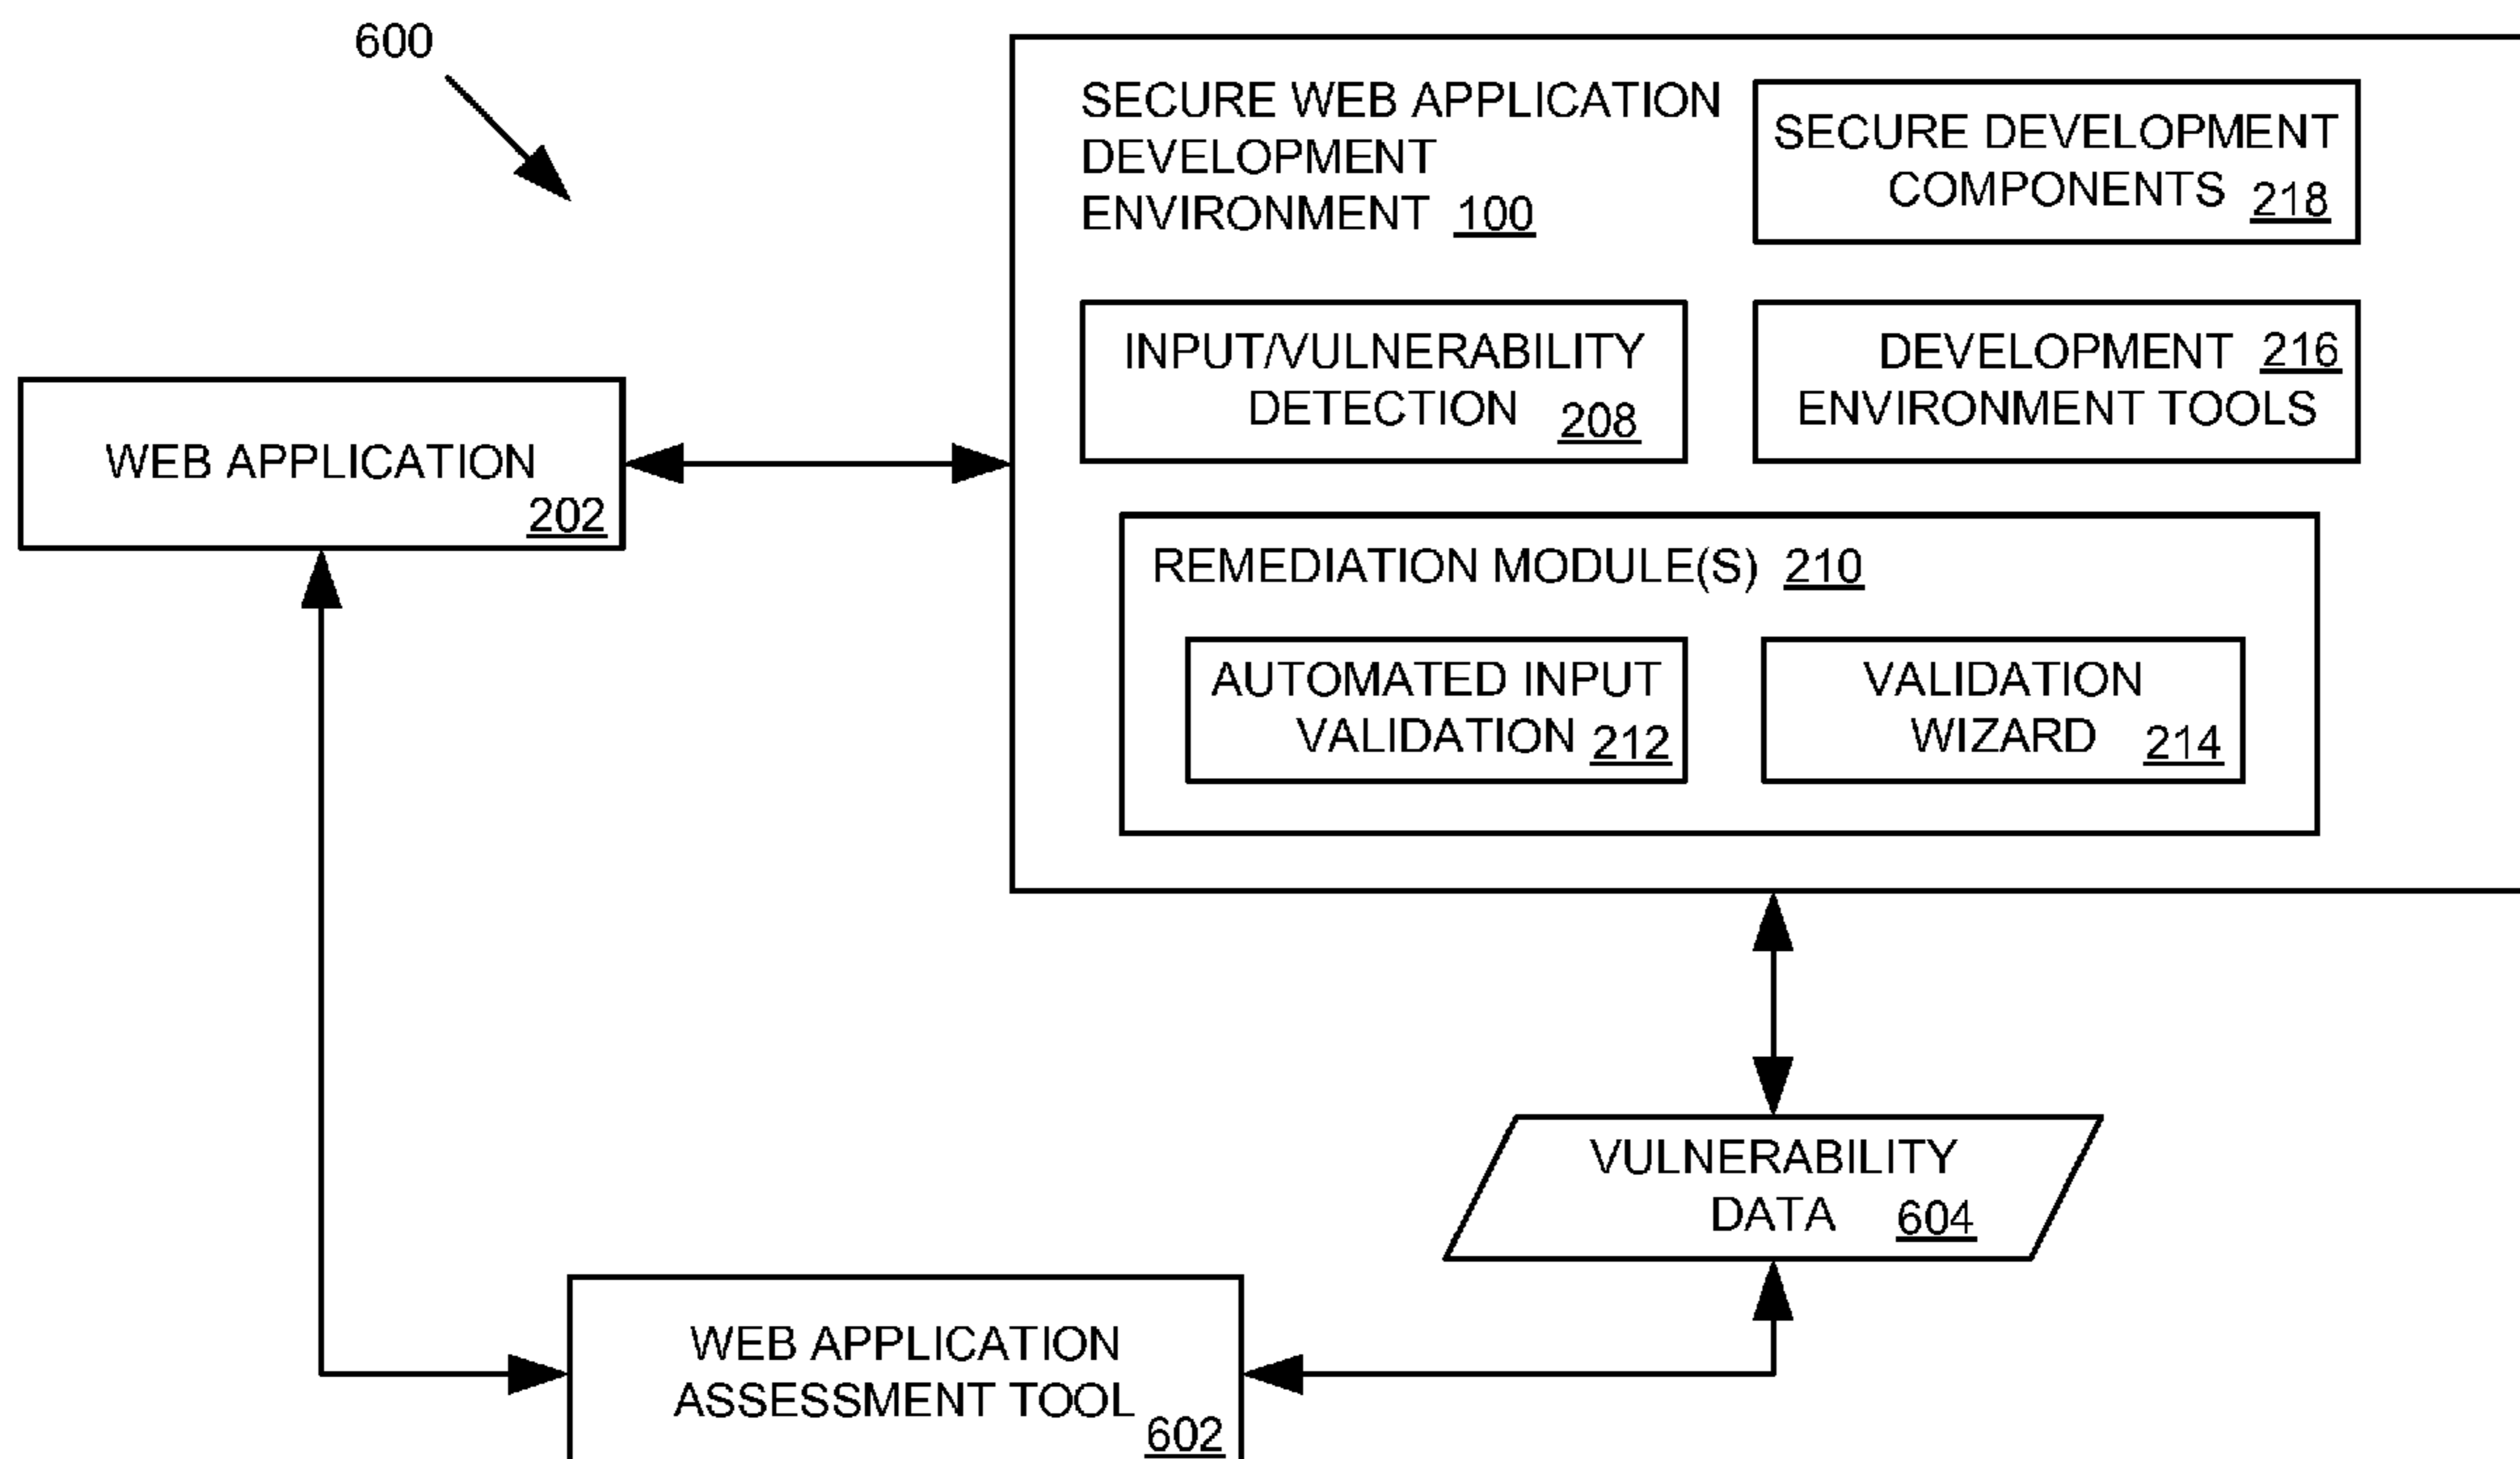 600
SECURE WEB APPLICATION
DEVELOPMENT
ENVIRONMENT 100
SECURE DEVELOPMENT
COMPONENTS 218
INPUT/VULNERABILITY
DETECTION 208
DEVELOPMENT 216
ENVIRONMENT TOOLS
WEB APPLICATION
202
REMEDIATION MODULE(S) 210
AUTOMATED INPUT
VALIDATION 212
VALIDATION
WIZARD 214
VULNERABILITY
DATA 604
WEB APPLICATION
ASSESSMENT TOOL
602